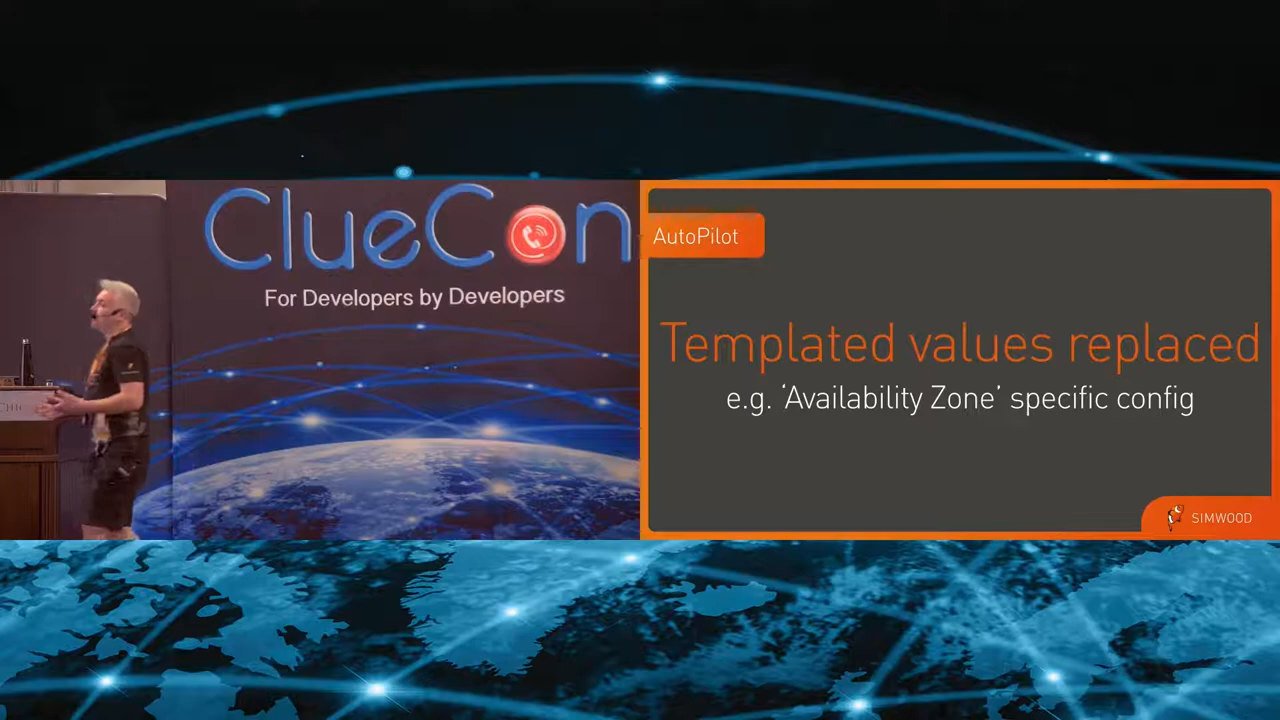 ClueCon
For Developers by Developers
AutoPilot
Templated values replaced
e.g. ‘Availability Zone’ specific config
SIMWOOD